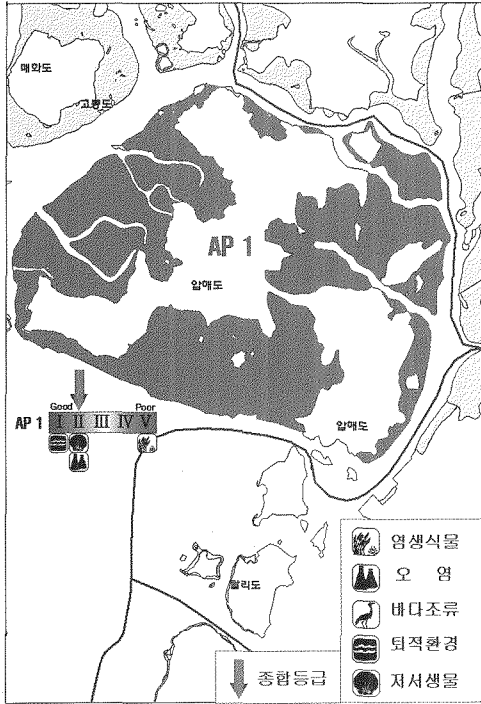 매화도
고이도
AP 1
압해도
Good Poor
AP 1 I II III IV V
압해도
달리도
염생식물
오 염
바다조류
퇴적환경
저서생물
종합등급